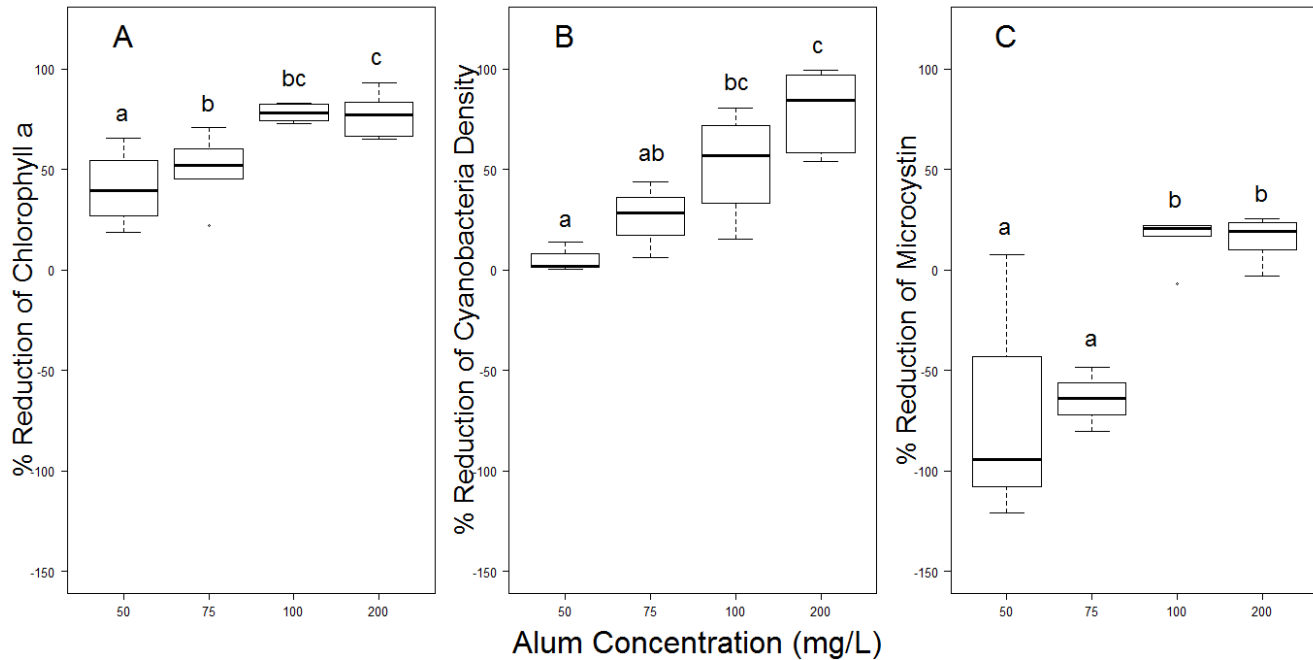 A
% Reduction of Chlorophyll a
100
50
0
-50
-100
-150
a
b
bc
c
50
75
100
200
B
% Reduction of Cyanobacteria Density
100
50
0
-50
-100
-150
a
ab
bc
c
50
75
100
200
C
% Reduction of Microcystin
100
50
0
-50
-100
-150
a
a
b
b
50
75
100
200
Alum Concentration (mg/L)